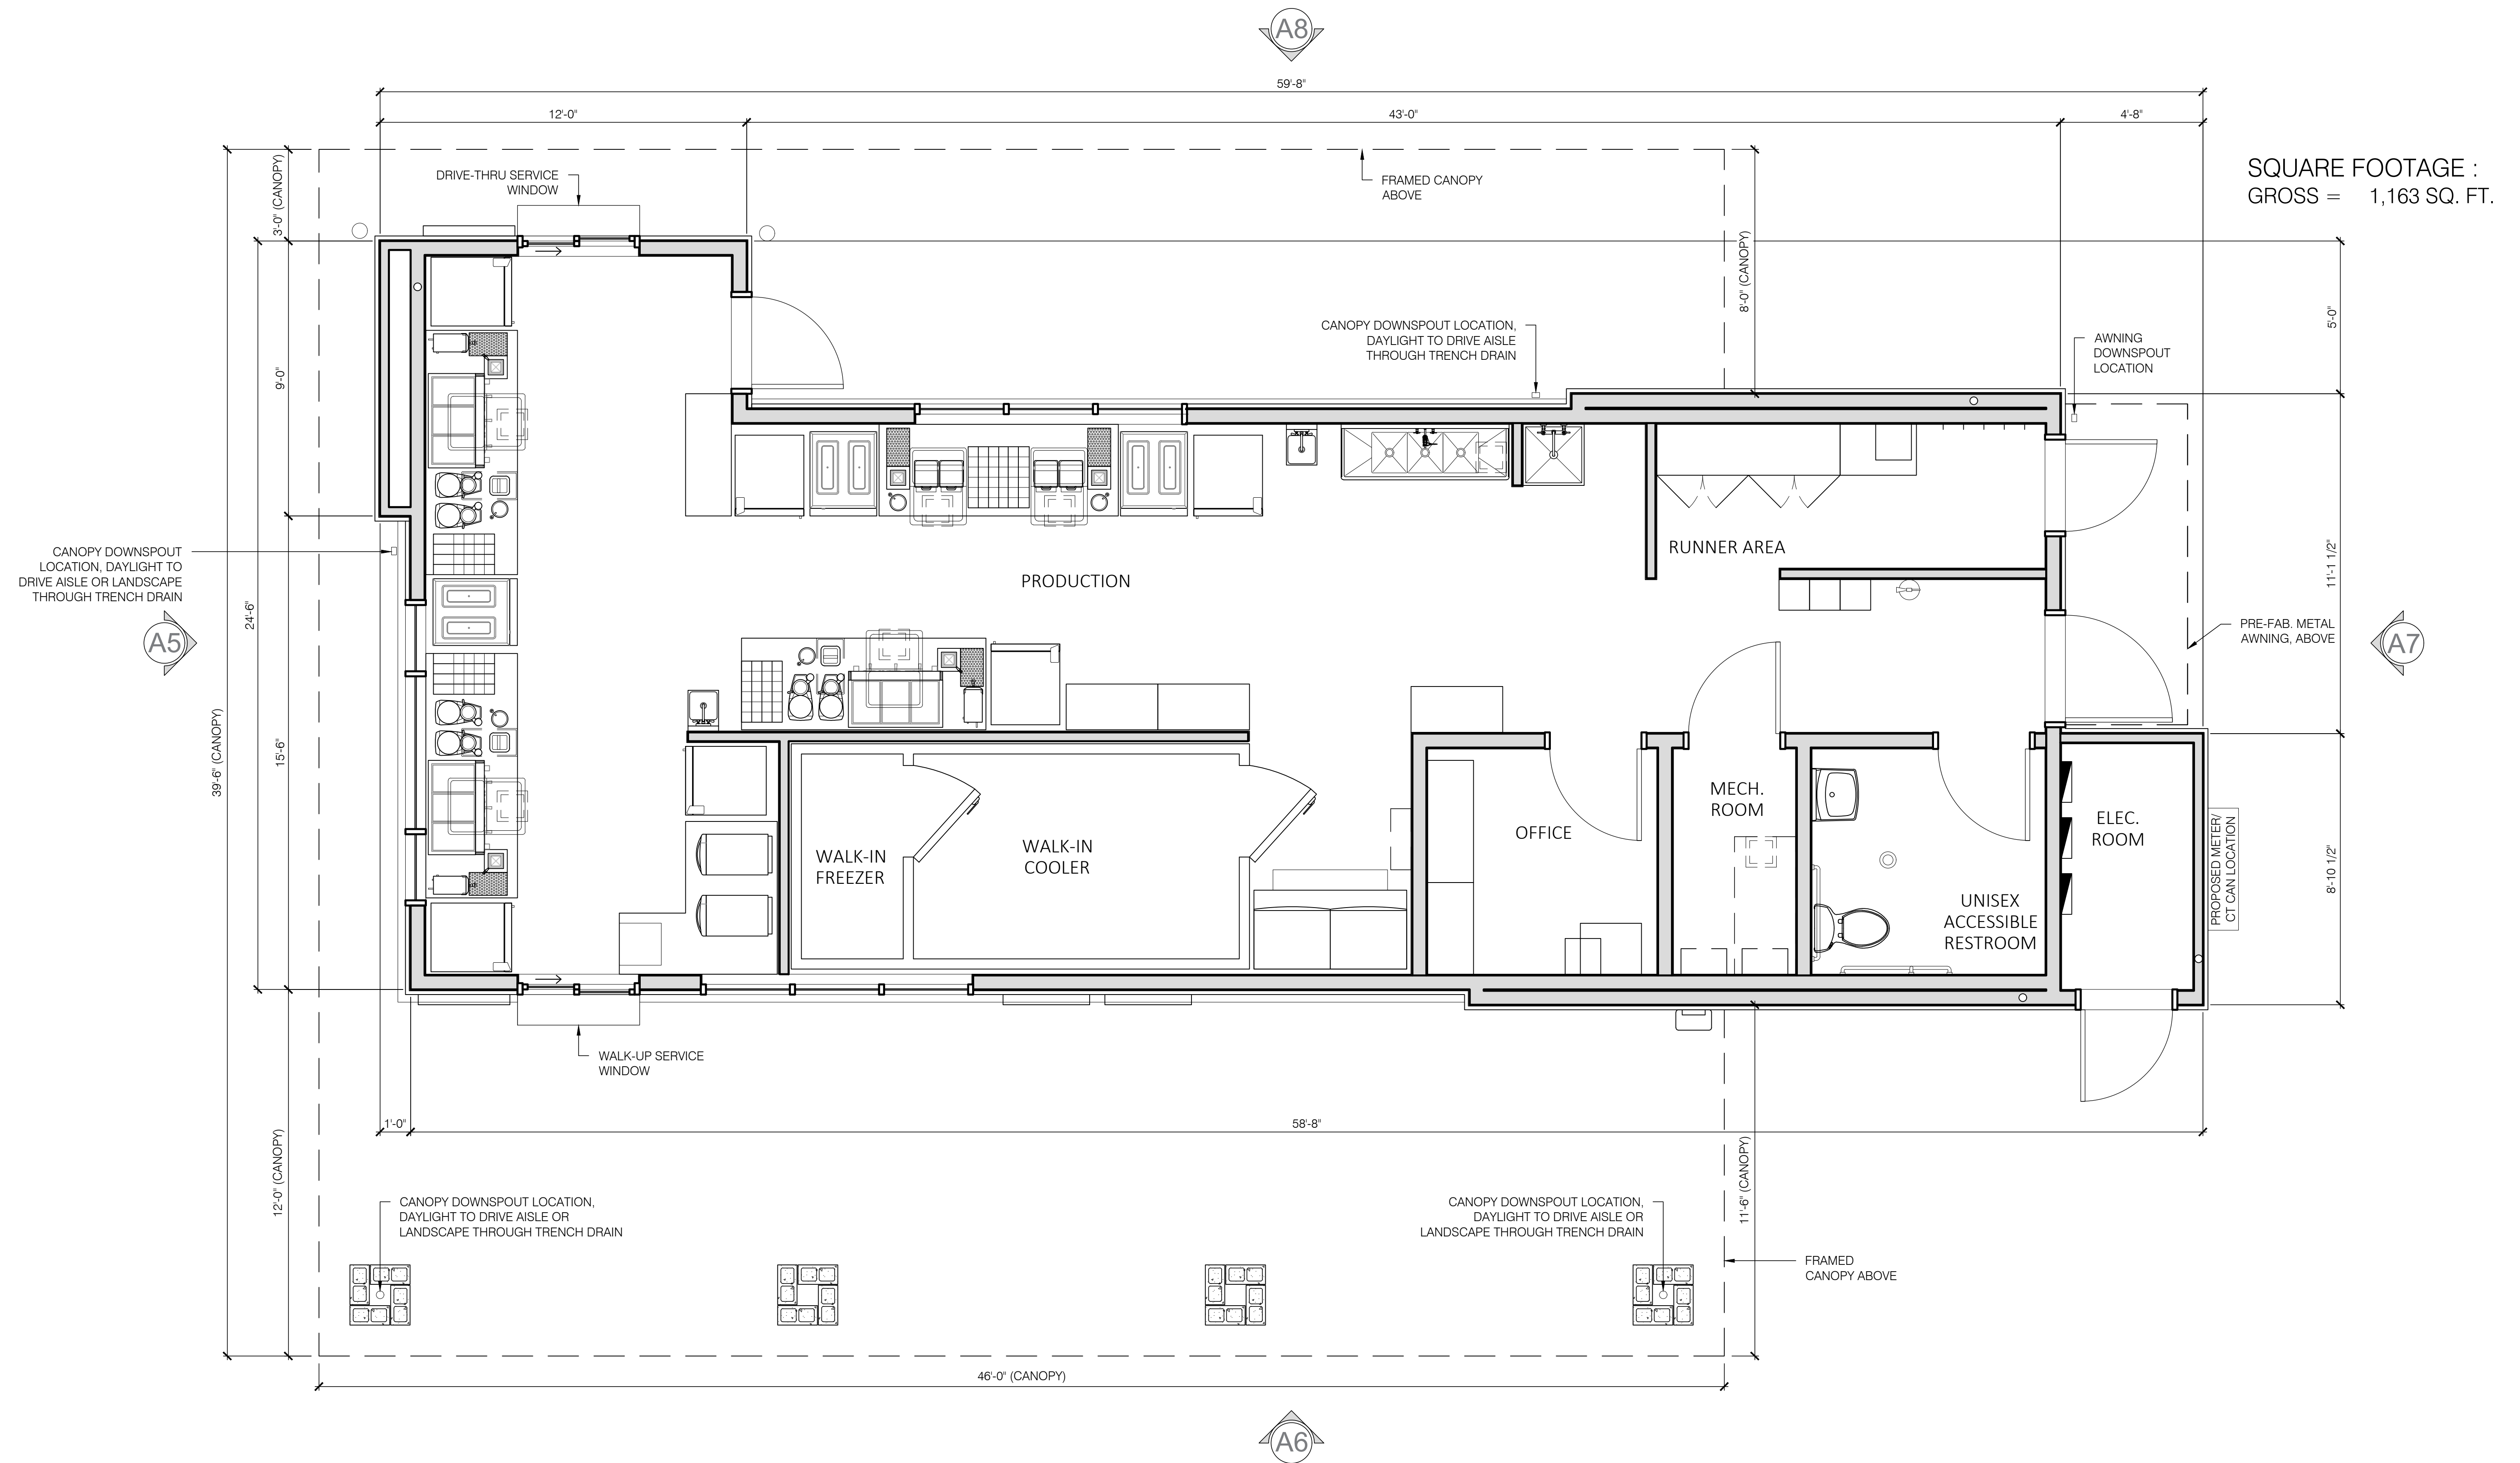 A8
59'-8"
12'-0"
43'-0"
4'-8"
3'-0" (CANOPY)
DRIVE-THRU SERVICE
WINDOW
FRAMED CANOPY
ABOVE
SQUARE FOOTAGE :
GROSS = 1,163 SQ. FT.
8'-0" (CANOPY)
5'-0"
CANOPY DOWNSPOUT LOCATION,
DAYLIGHT TO DRIVE AISLE
THROUGH TRENCH DRAIN
AWNING
DOWNSPOUT
LOCATION
9'-0"
CANOPY DOWNSPOUT
LOCATION, DAYLIGHT TO
DRIVE AISLE OR LANDSCAPE
THROUGH TRENCH DRAIN
RUNNER AREA
PRODUCTION
11'-1 1/2"
24'-6"
A5
PRE-FAB. METAL
AWNING, ABOVE
A7
39'-6" (CANOPY)
15'-6"
WALK-IN
FREEZER
WALK-IN
COOLER
OFFICE
MECH.
ROOM
UNISEX
ACCESSIBLE
RESTROOM
ELEC.
ROOM
PROPOSED METER/
CT CAN LOCATION
8'-10 1/2"
WALK-UP SERVICE
WINDOW
1'-0"
58'-8"
12'-0" (CANOPY)
11'-6" (CANOPY)
CANOPY DOWNSPOUT LOCATION,
DAYLIGHT TO DRIVE AISLE OR
LANDSCAPE THROUGH TRENCH DRAIN
CANOPY DOWNSPOUT LOCATION,
DAYLIGHT TO DRIVE AISLE OR
LANDSCAPE THROUGH TRENCH DRAIN
FRAMED
CANOPY ABOVE
46'-0" (CANOPY)
A6